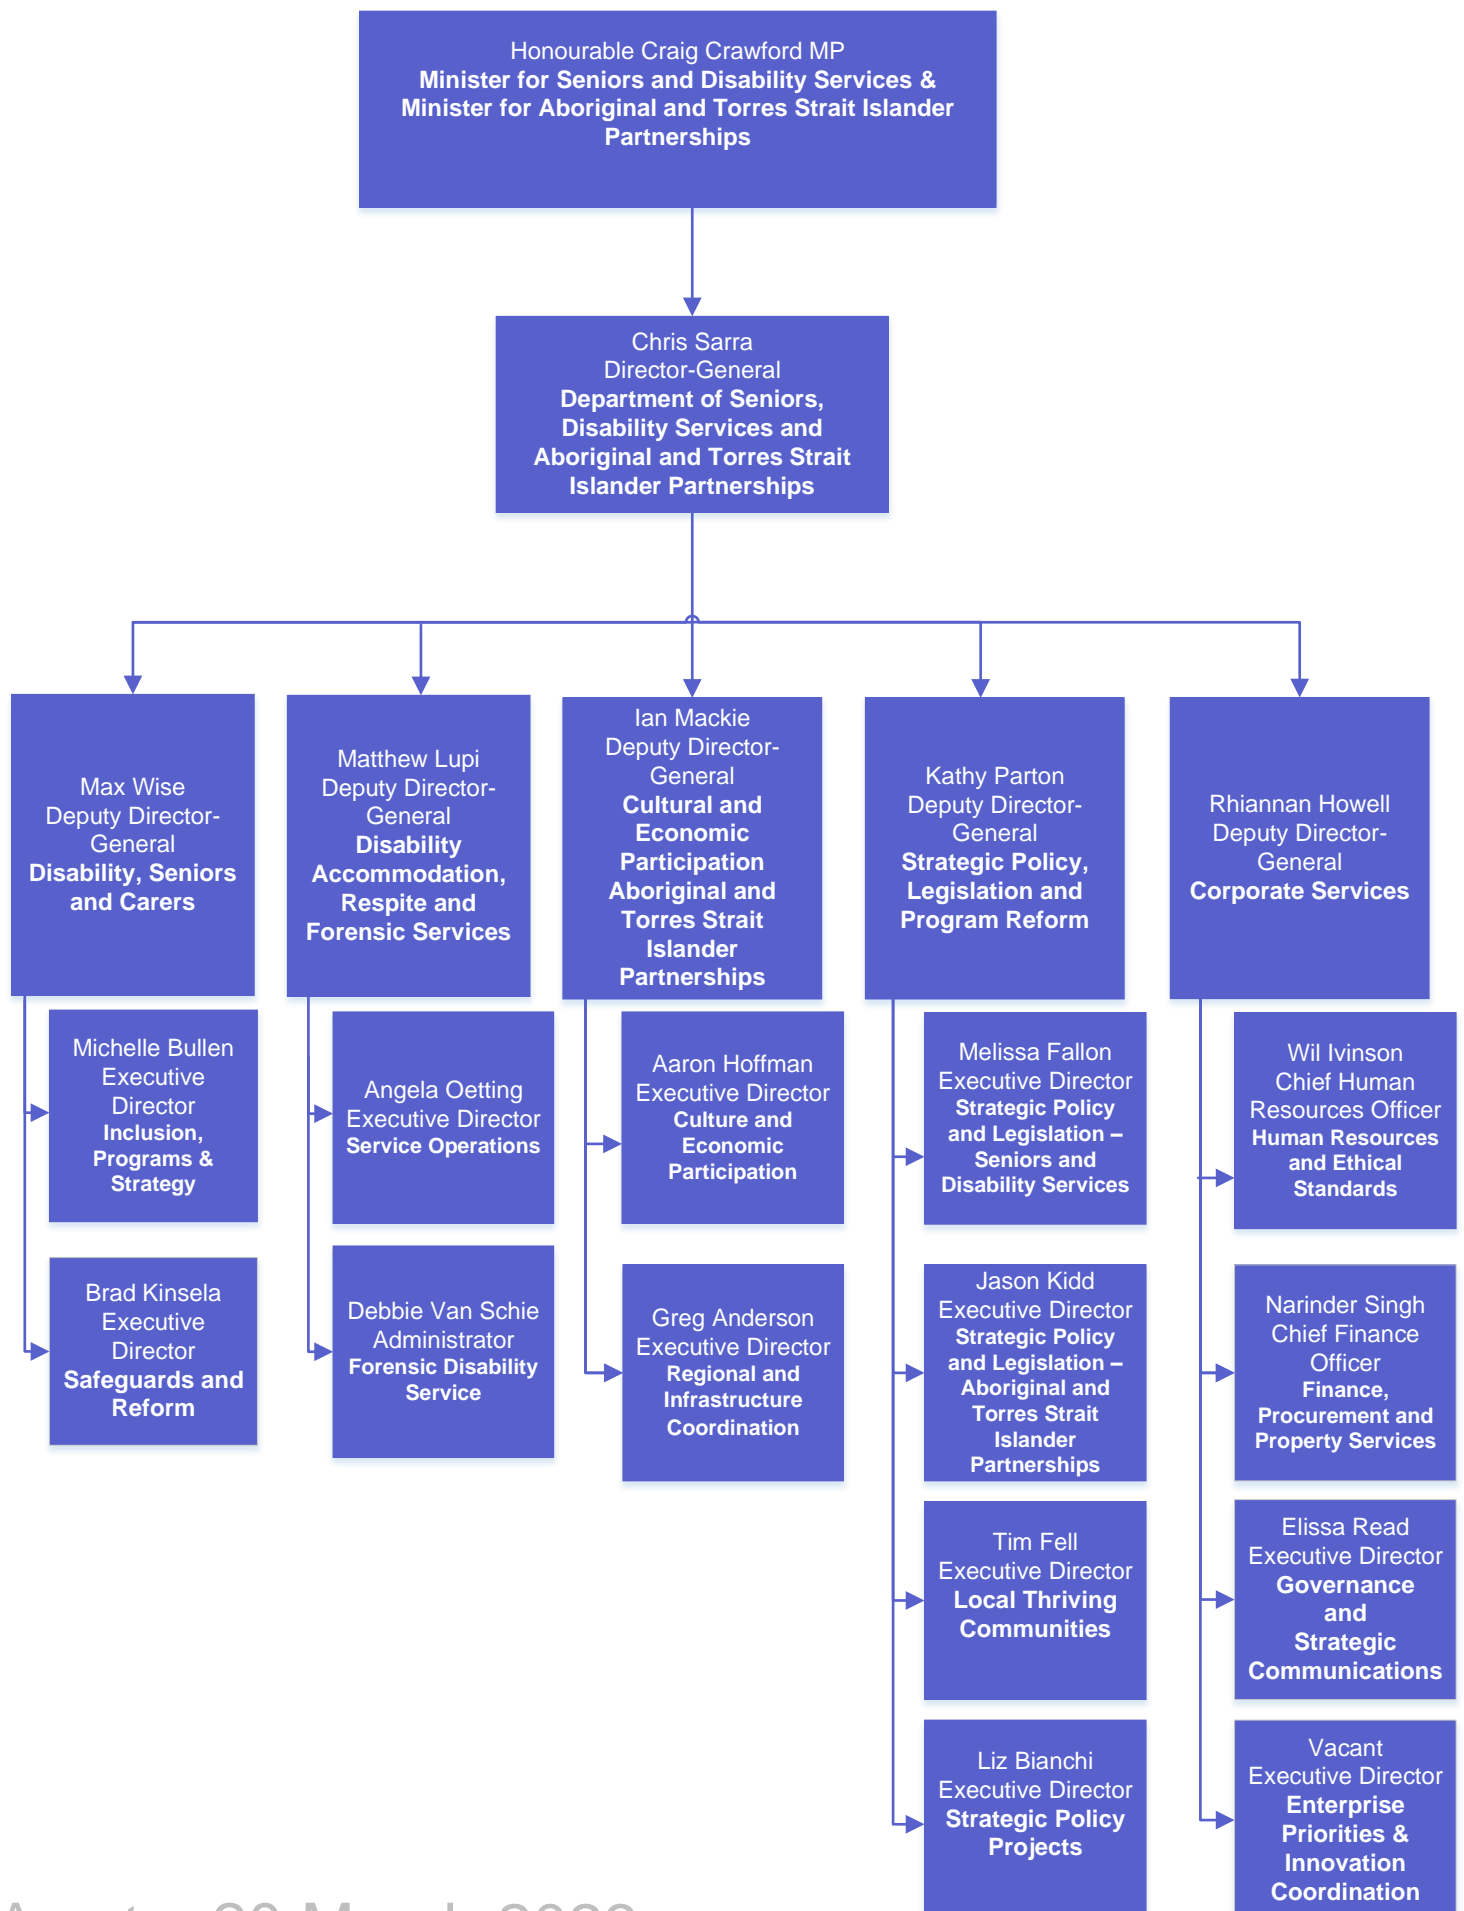 Honourable Craig Crawford MP
Minister for Seniors and Disability Services &
Minister for Aboriginal and Torres Strait Islander
Partnerships
Chris Sarra
Director-General
Department of Seniors,
Disability Services and
Aboriginal and Torres Strait
Islander Partnerships
Max Wise
Deputy Director-
General
Disability, Seniors
and Carers
Matthew Lupi
Deputy Director-
General
Disability
Accommodation,
Respite and
Forensic Services
Ian Mackie
Deputy Director-
General
Cultural and
Economic
Participation
Aboriginal and
Torres Strait
Islander
Partnerships
Kathy Parton
Deputy Director-
General
Strategic Policy,
Legislation and
Program Reform
Rhiannan Howell
Deputy Director-
General
Corporate Services
Michelle Bullen
Executive
Director
Inclusion,
Programs &
Strategy
Angela Oetting
Executive Director
Service Operations
Aaron Hoffman
Executive Director
Culture and
Economic
Participation
Melissa Fallon
Executive Director
Strategic Policy
and Legislation –
Seniors and
Disability Services
Wil Ivinson
Chief Human
Resources Officer
Human Resources
and Ethical
Standards
Brad Kinsela
Executive
Director
Safeguards and
Reform
Debbie Van Schie
Administrator
Forensic Disability
Service
Greg Anderson
Executive Director
Regional and
Infrastructure
Coordination
Jason Kidd
Executive Director
Strategic Policy
and Legislation –
Aboriginal and
Torres Strait
Islander
Partnerships
Narinder Singh
Chief Finance
Officer
Finance,
Procurement and
Property Services
Tim Fell
Executive Director
Local Thriving
Communities
Elissa Read
Executive Director
Governance
and
Strategic
Communications
Liz Bianchi
Executive Director
Strategic Policy
Projects
Vacant
Executive Director
Enterprise
Priorities &
Innovation
Coordination
March